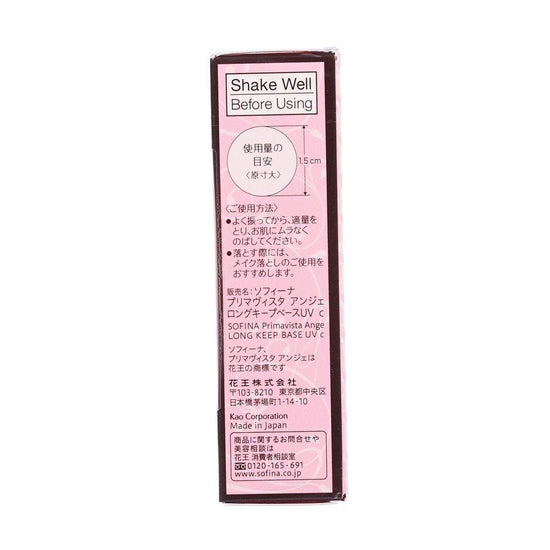 Shake Well
Before Using
使用量の
目安
〈原寸大〉
1.5cm
〈ご使用方法〉
●よく振ってから、適量を
とり、お肌にムラなく
のばしてください。
●落とす際には、
メイク落としのご使用を
おすすめします。
販売名：ソフィーナ
プリマヴィスタ アンジェ
ロングキープベースUV c
SOFINA Primavista Ange
LONG KEEP BASE UV c
ソフィーナ、
プリマヴィスタ アンジェは
花王の商標です
花王株式会社
〒103-8210 東京都中央区
日本橋茅場町1-14-10
Kao Corporation
Made in Japan
商品に関するお問合せや
美容相談は
花王 消費者相談室
0120-165-691
www.sofina.co.jp